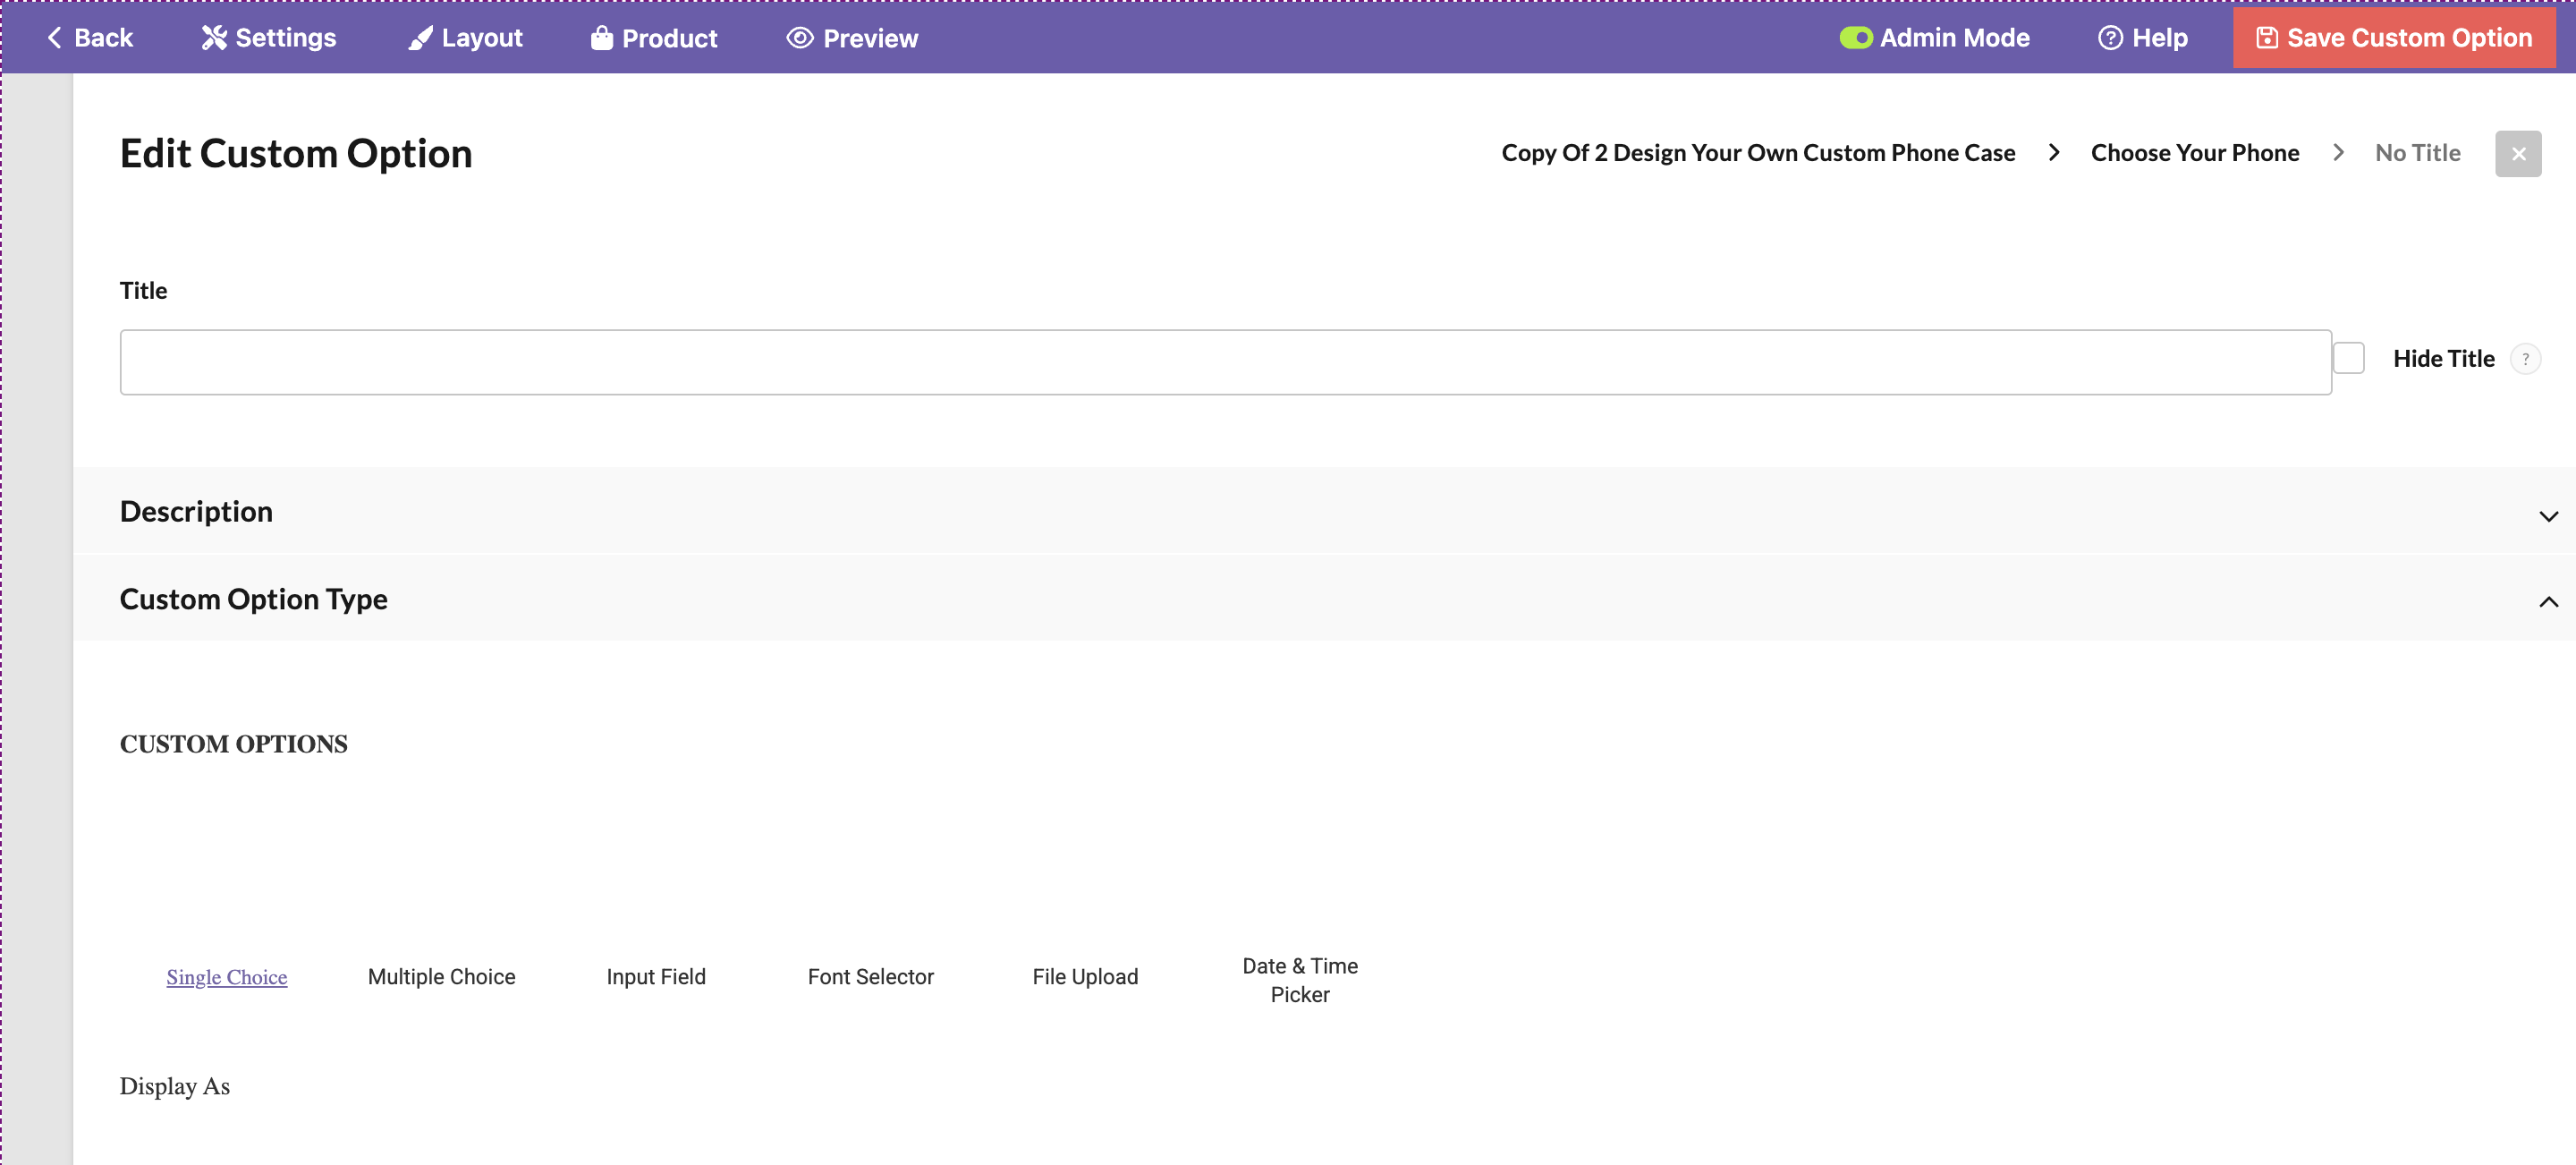 Back Settings Layout Product Preview Admin Mode Help Save Custom Option
Edit Custom Option
Copy Of 2 Design Your Own Custom Phone Case > Choose Your Phone > No Title ×
Title
Hide Title ?
Description
Custom Option Type
CUSTOM OPTIONS
Single Choice Multiple Choice Input Field Font Selector File Upload Date & Time
Picker
Display As